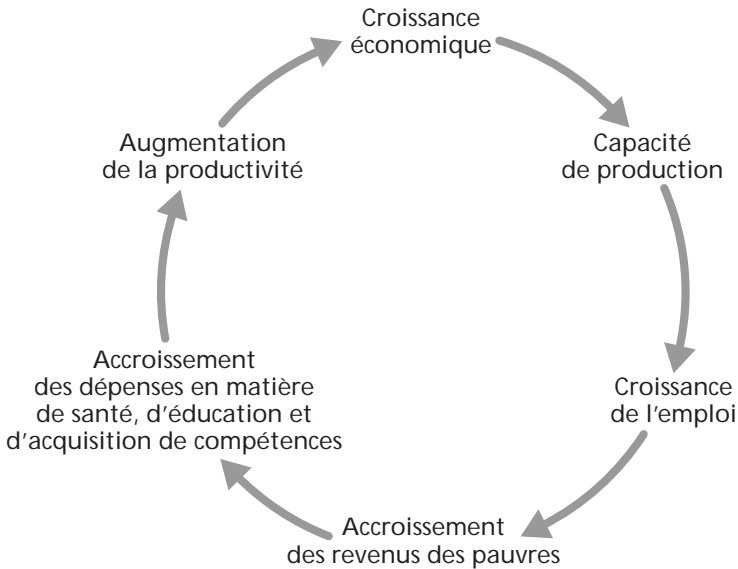 Croissance
économique
Capacité
de production
Croissance
de l'emploi
Accroissement
des revenus des pauvres
Accroissement
des dépenses en matière
de santé, d'éducation et
d'acquisition de compétences
Augmentation
de la productivité